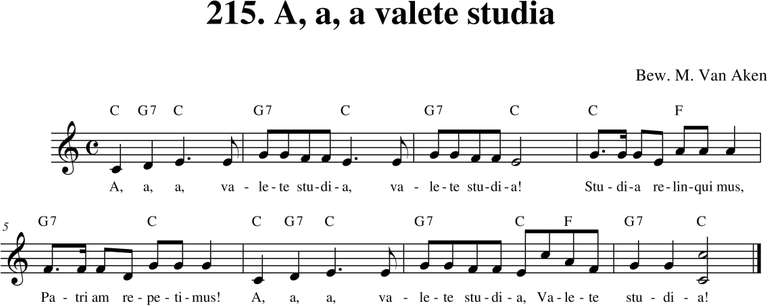 215. A, a, a valete studia
Bew. M. Van Aken
C G7 C G7 C G7 C C F
A, a, a, va - le - te stu - di - a, va - le - te stu - di - a! Stu - di - a re - lin - qui mus,
5
G7 C C G7 C G7 C F G7 C
Pa - tri am re - pe - ti - mus! A, a, a, va - le - te stu - di - a, Va - le - te stu - di - a!